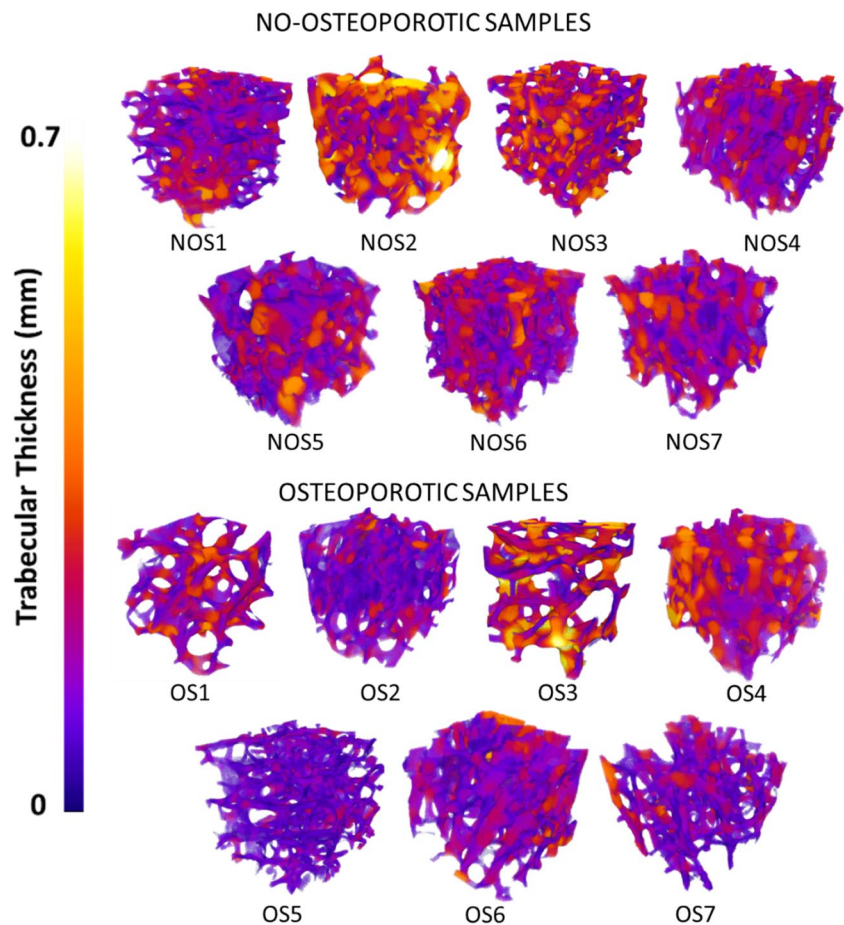 NO-OSTEOPOROTIC SAMPLES
0.7
Trabecular Thickness (mm)
0
NOS1 NOS2 NOS3 NOS4
NOS5 NOS6 NOS7
OSTEOPOROTIC SAMPLES
OS1 OS2 OS3 OS4
OS5 OS6 OS7